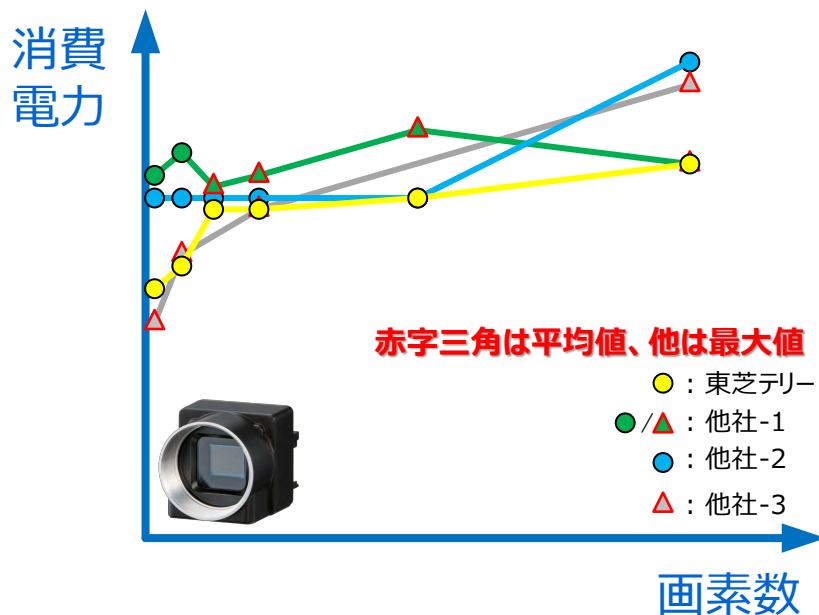 消費
電力
赤字三角は平均値、他は最大値
：東芝テリー
/ ：他社-1
：他社-2
：他社-3
画素数